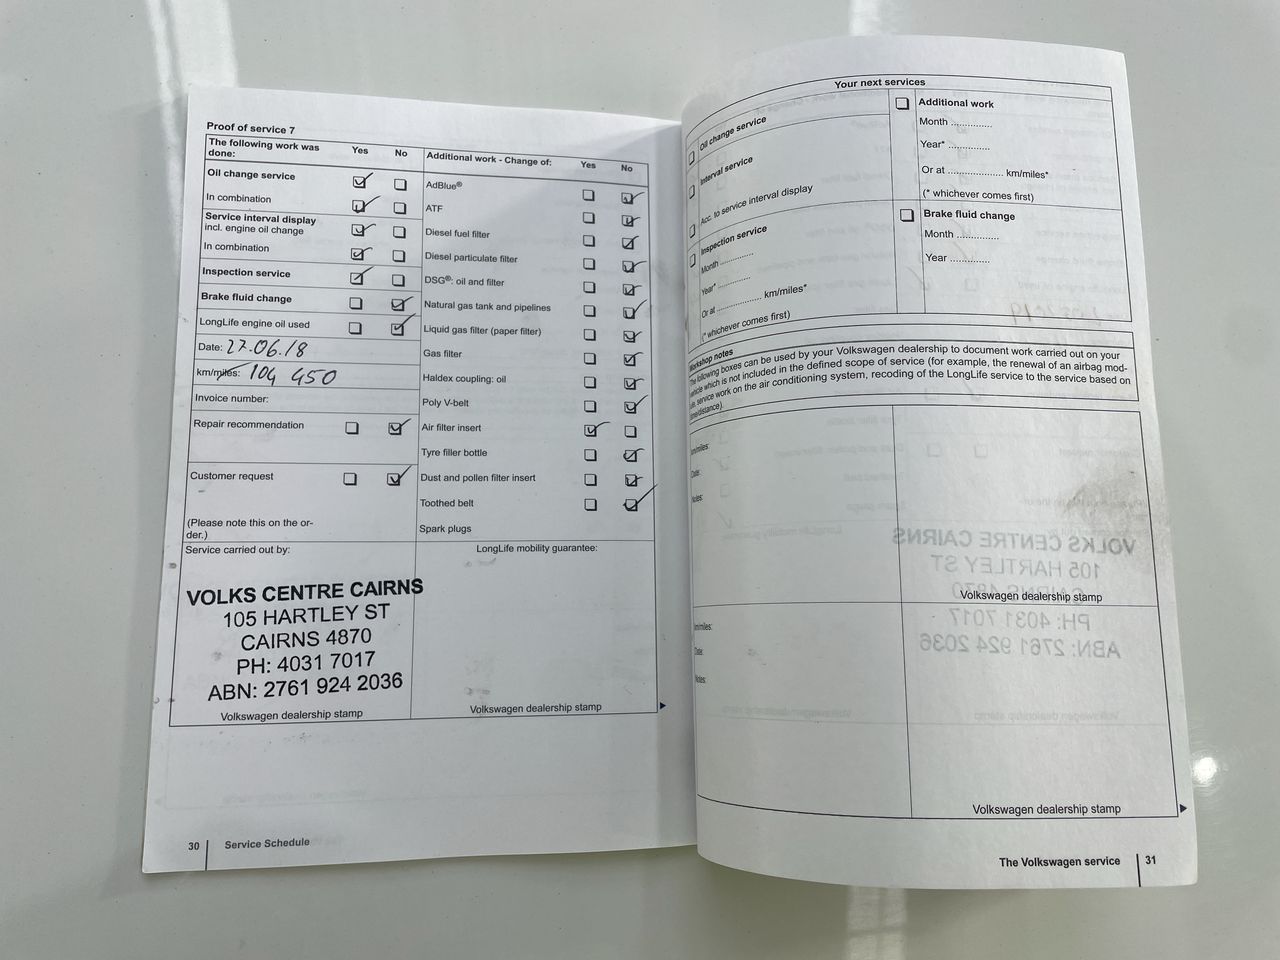 Proof of service 7
The following work was done:
Yes
No
Oil change service
In combination
Service interval display
incl. engine oil change
In combination
Inspection service
Brake fluid change
LongLife engine oil used
Date: 27.06.18
km/miles: 104 450
Invoice number:
Repair recommendation
Customer request
(Please note this on the or-
der.)
Additional work - Change of:
Yes
No
AdBlue®
ATF
Diesel fuel filter
Diesel particulate filter
DSG®: oil and filter
Natural gas tank and pipelines
Liquid gas filter (paper filter)
Gas filter
Haldex coupling: oil
Poly V-belt
Air filter insert
Tyre filler bottle
Dust and pollen filter insert
Toothed belt
Spark plugs
Service carried out by:
VOLKS CENTRE CAIRNS
105 HARTLEY ST
CAIRNS 4870
PH: 4031 7017
ABN: 2761 924 2036
Volkswagen dealership stamp
LongLife mobility guarantee:
Volkswagen dealership stamp
30
Service Schedule
Your next services
Oil change service
Interval service
Acc. to service interval display
Inspection service
Month ..............
Year* .............
Or at .................... km/miles*
(* whichever comes first)
Additional work
Month ..............
Year* ..............
Or at ................... km/miles*
(* whichever comes first)
Brake fluid change
Month ..............
Year .............
Workshop notes
The following boxes can be used by your Volkswagen dealership to document work carried out on your
vehicle which is not included in the defined scope of service (for example, the renewal of an airbag mod-
ule, service work on the air conditioning system, recoding of the LongLife service to the service based on
time/distance).
km/miles:
Date:
Notes:
Volkswagen dealership stamp
km/miles:
Date:
Notes:
Volkswagen dealership stamp
The Volkswagen service
31